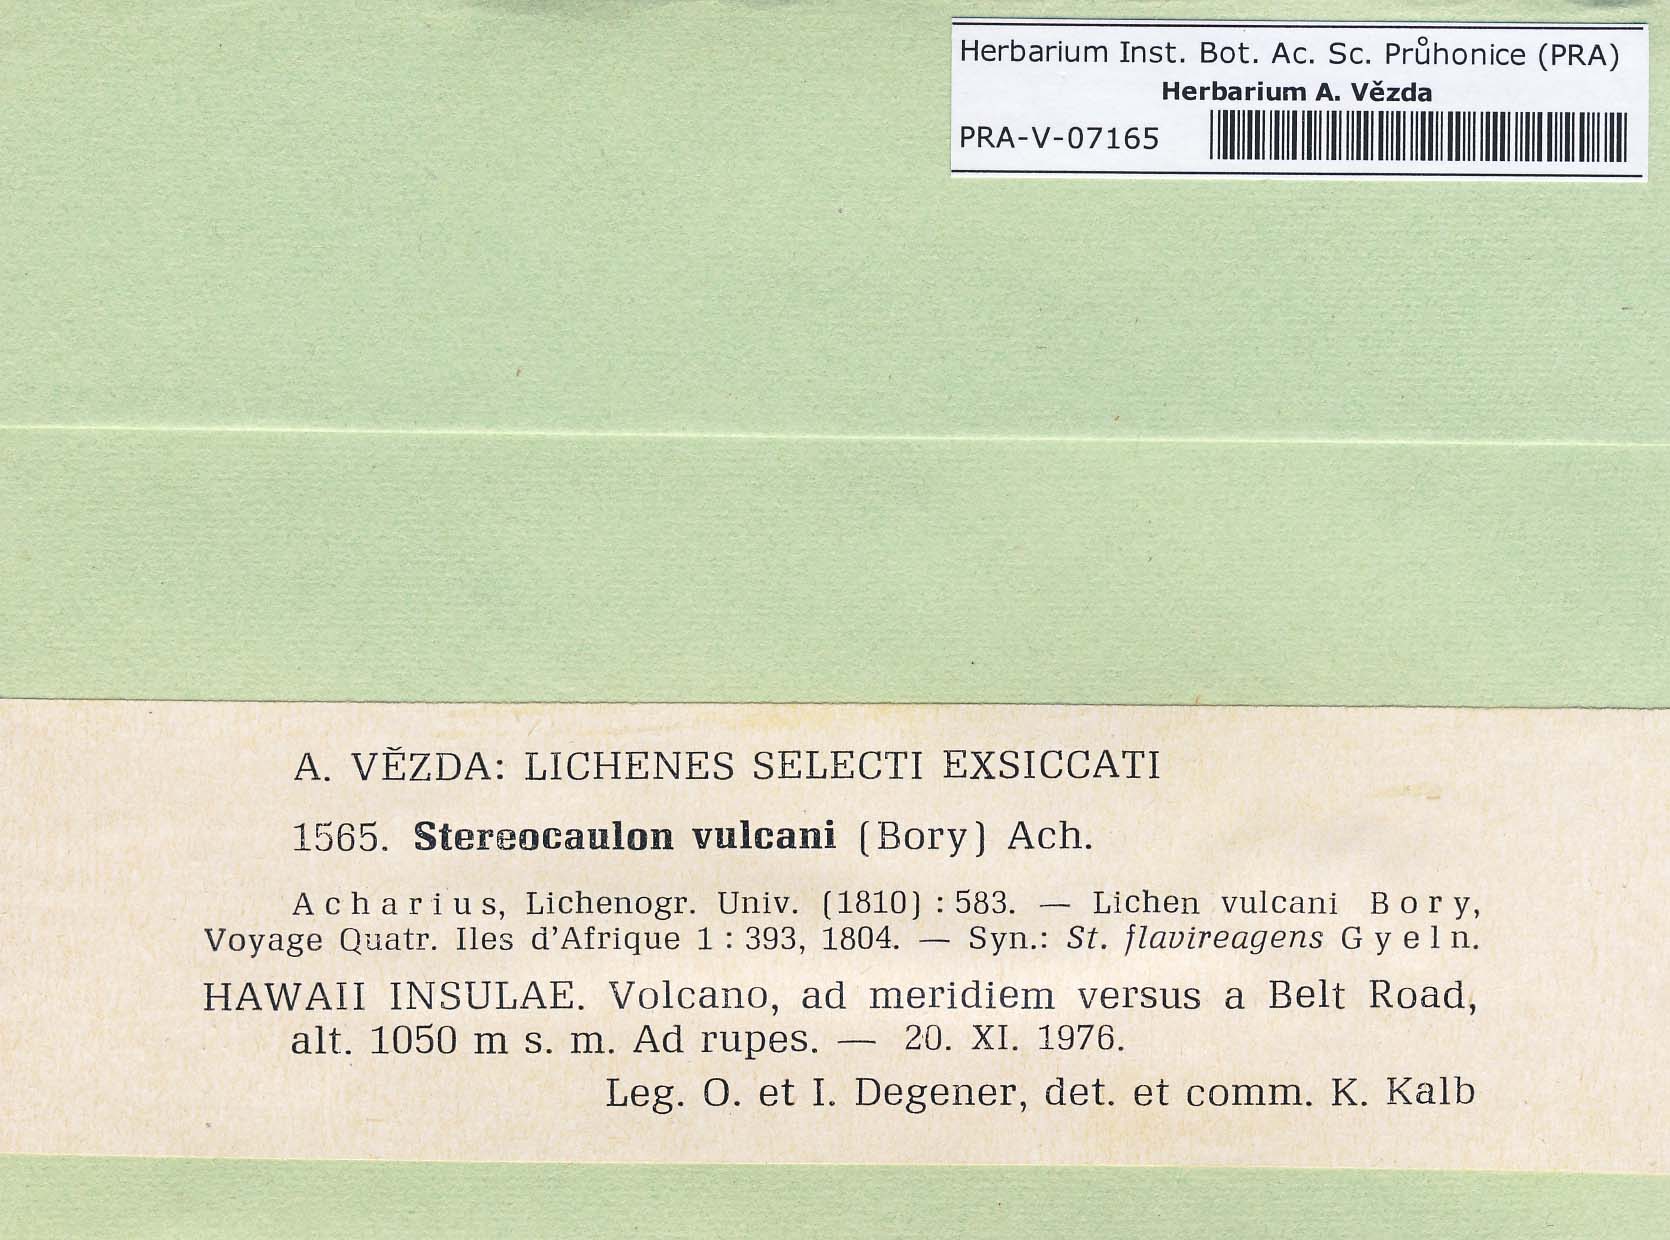 Herbarium Inst. Bot. Ac. Sc. Průhonice (PRA)
Herbarium A. Vězda
PRA-V-07165
A. VĚZDA: LICHENES SELECTI EXSICCATI
1565. Stereocaulon vulcani (Bory) Ach.
Acharius, Lichenogr. Univ. (1810) : 583. — Lichen vulcani Bory,
Voyage Quatr. Iles d'Afrique 1 : 393, 1804. — Syn.: St. flavireagens Gyeln.
HAWAII INSULAE. Volcano, ad meridiem versus a Belt Road,
alt. 1050 m s. m. Ad rupes. — 20. XI. 1976.
Leg. O. et I. Degener, det. et comm. K. Kalb